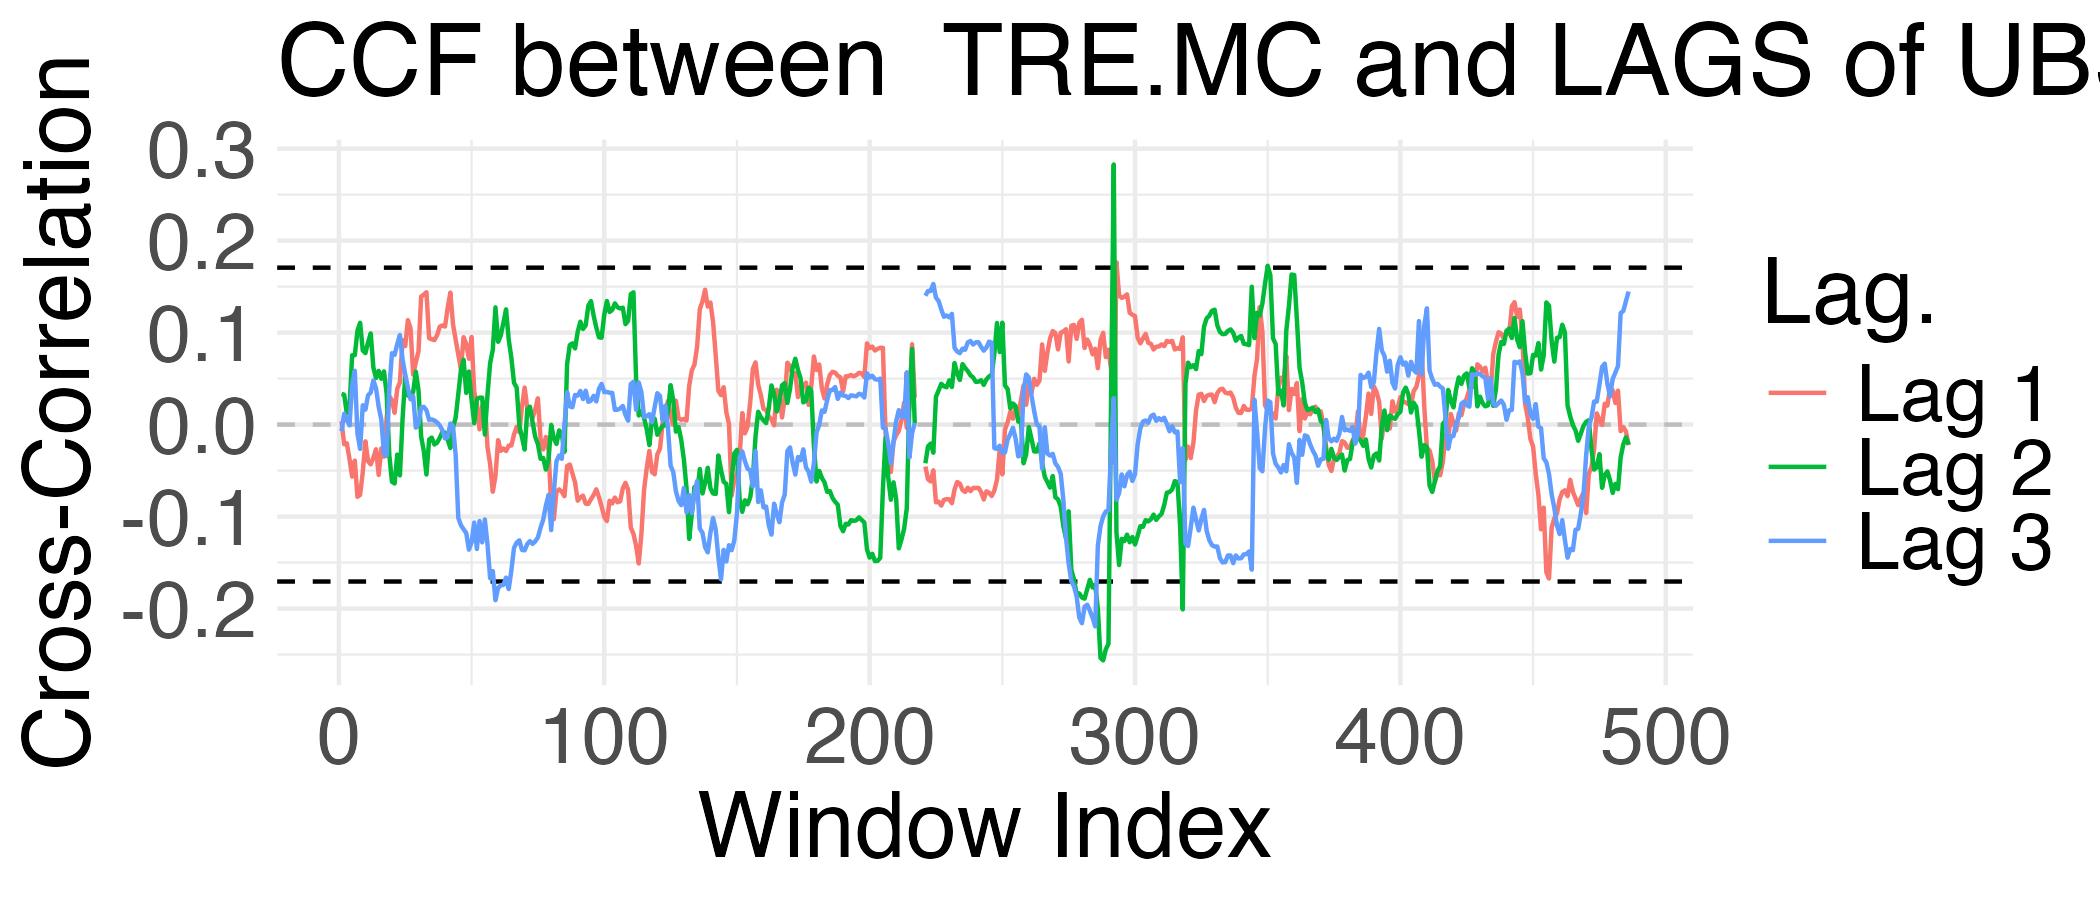 CCF between  TRE.MC and LAGS of
Cross-Correlation
0.3
0.2
0.1
0.0
-0.1
-0.2
0
100
200
300
400
500
Window Index
Lag.
Lag 1
Lag 2
Lag 3